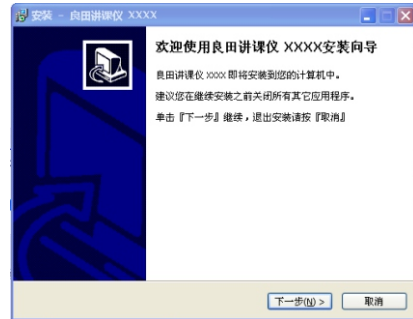 安装 - 良田讲课仪 XXXX
欢迎使用良田讲课仪 XXXX安装向导
良田讲课仪 XXXX 即将安装到您的计算机中。
建议您在继续安装之前关闭所有其它应用程序。
单击『下一步』继续，退出安装请按『取消』
下一步(N) >
取消